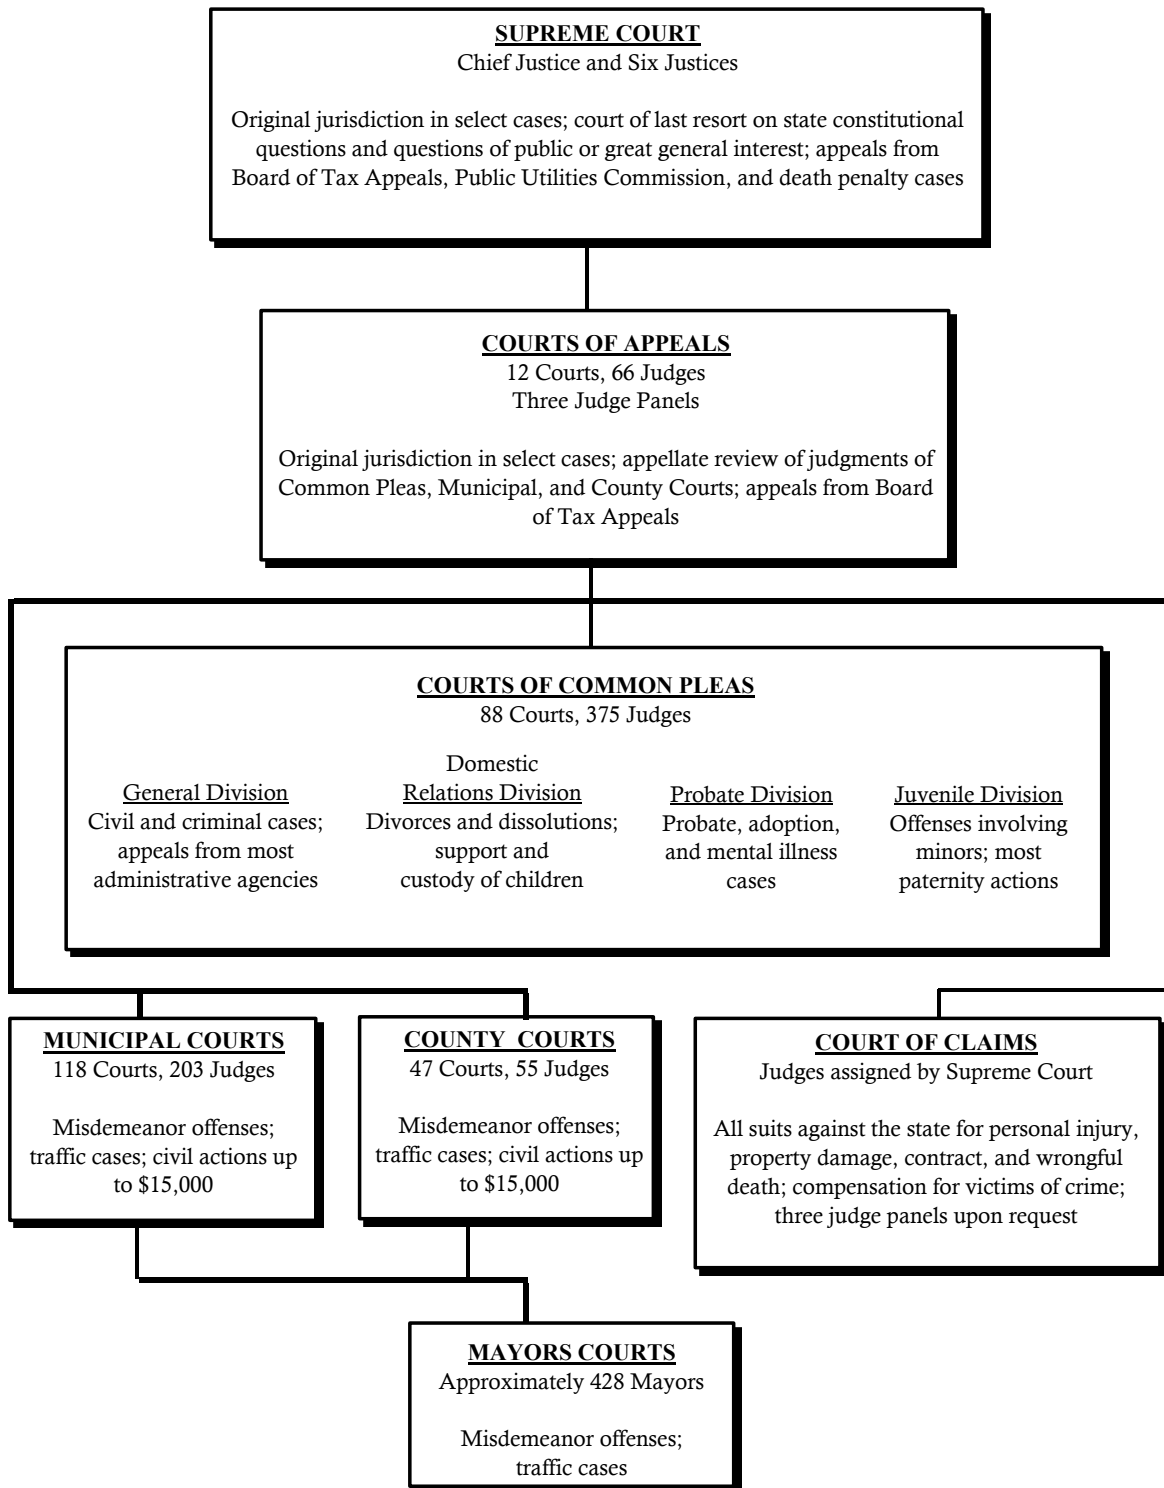 SUPREME COURT
Chief Justice and Six Justices
Original jurisdiction in select cases; court of last resort on state constitutional
questions and questions of public or great general interest; appeals from
Board of Tax Appeals, Public Utilities Commission, and death penalty cases
COURTS OF APPEALS
12 Courts, 66 Judges
Three Judge Panels
Original jurisdiction in select cases; appellate review of judgments of
Common Pleas, Municipal, and County Courts; appeals from Board
of Tax Appeals
COURTS OF COMMON PLEAS
88 Courts, 375 Judges
General Division
Civil and criminal cases;
appeals from most
administrative agencies
Domestic
Relations Division
Divorces and dissolutions;
support and
custody of children
Probate Division
Probate, adoption,
and mental illness
cases
Juvenile Division
Offenses involving
minors; most
paternity actions
MUNICIPAL COURTS
118 Courts, 203 Judges
Misdemeanor offenses;
traffic cases; civil actions up
to $15,000
COUNTY COURTS
47 Courts, 55 Judges
Misdemeanor offenses;
traffic cases; civil actions up
to $15,000
COURT OF CLAIMS
Judges assigned by Supreme Court
All suits against the state for personal injury,
property damage, contract, and wrongful
death; compensation for victims of crime;
three judge panels upon request
MAYORS COURTS
Approximately 428 Mayors
Misdemeanor offenses;
traffic cases